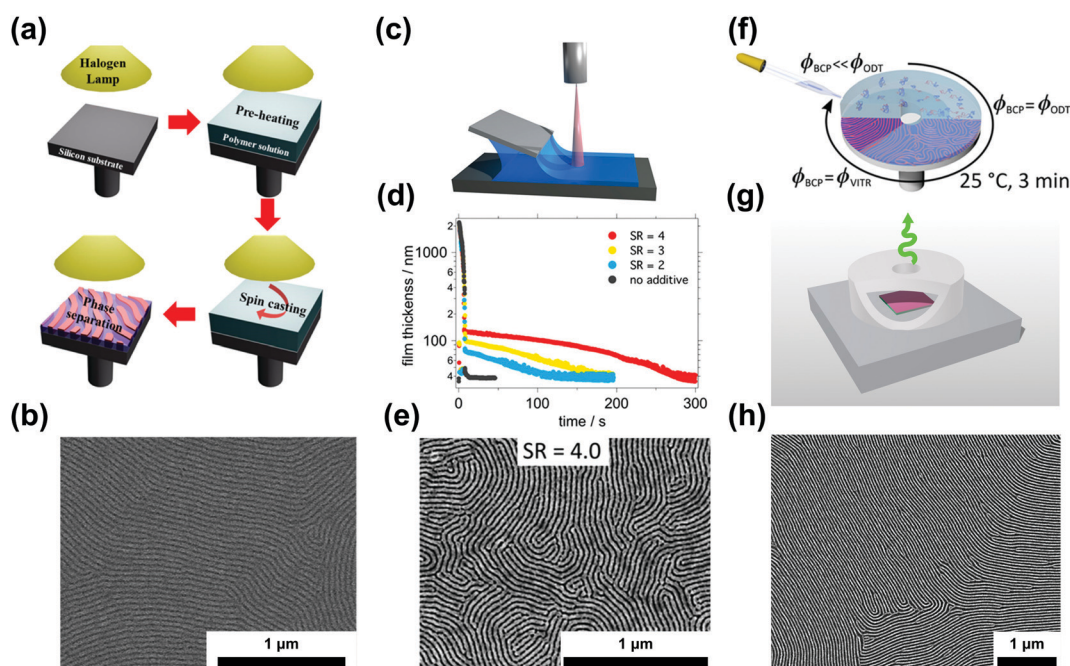 (a)
Halogen
Lamp
Silicon substrate
Pre-heating
Polymer solution
Phase
separation
Spin casting
(b)
1 µm
(c)
(d)
film thickenss / nm
2
1000
6
4
2
100
6
4
SR = 4
SR = 3
SR = 2
no additive
0
100
200
300
time / s
(e)
SR = 4.0
1 µm
(f)
ϕBCP<<ϕODT
ϕBCP=ϕODT
ϕBCP=ϕVITR
25 °C, 3 min
(g)
(h)
1 µm